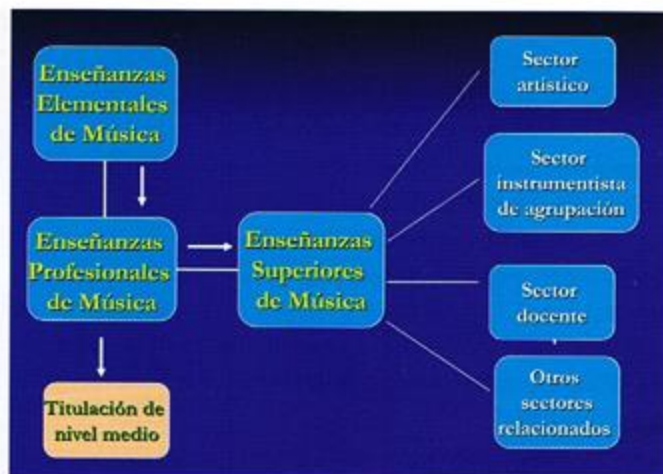 Enseñanzas
Elementales
de Música
Enseñanzas
Profesionales
de Música
Titulación de
nivel medio
Enseñanzas
Superiores
de Música
Sector
artístico
Sector
instrumentista
de agrupación
Sector
docente
Otros
sectores
relacionados